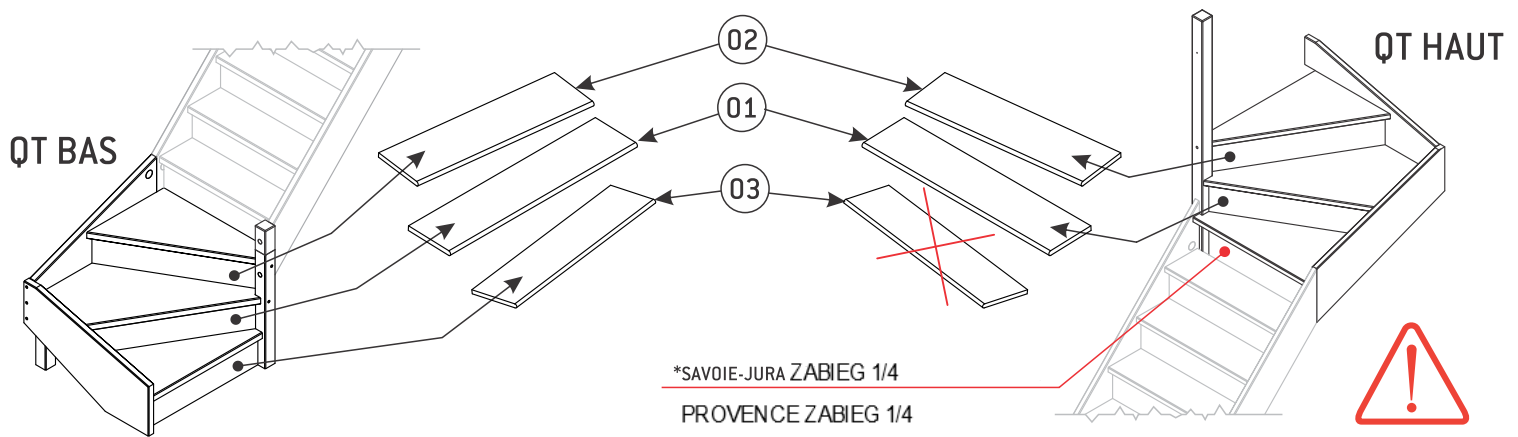 02
QT HAUT
01
QT BAS
03
*SAVOIE-JURA ZABIEG 1/4
PROVENCE ZABIEG 1/4